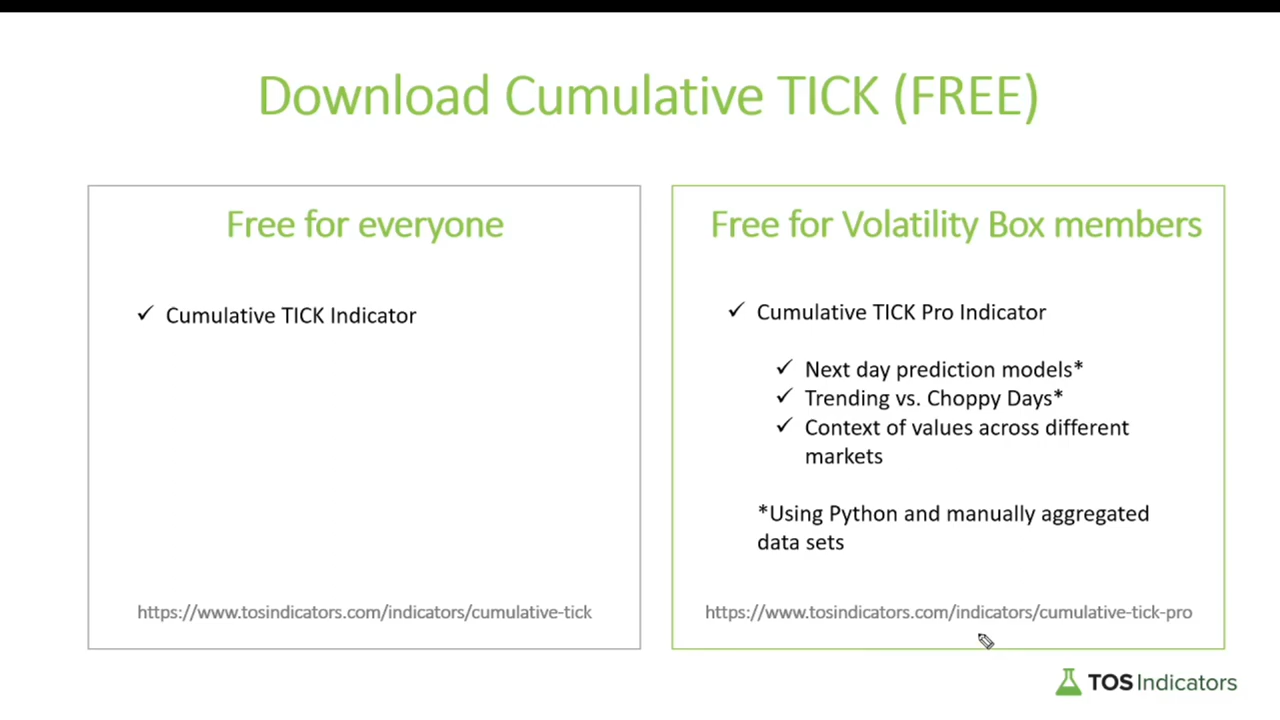 Download Cumulative TICK (FREE)
Free for everyone
✓ Cumulative TICK Indicator
https://www.tosindicators.com/indicators/cumulative-tick
Free for Volatility Box members
✓ Cumulative TICK Pro Indicator
✓ Next day prediction models*
✓ Trending vs. Choppy Days*
✓ Context of values across different
markets
*Using Python and manually aggregated
data sets
https://www.tosindicators.com/indicators/cumulative-tick-pro
TOS Indicators